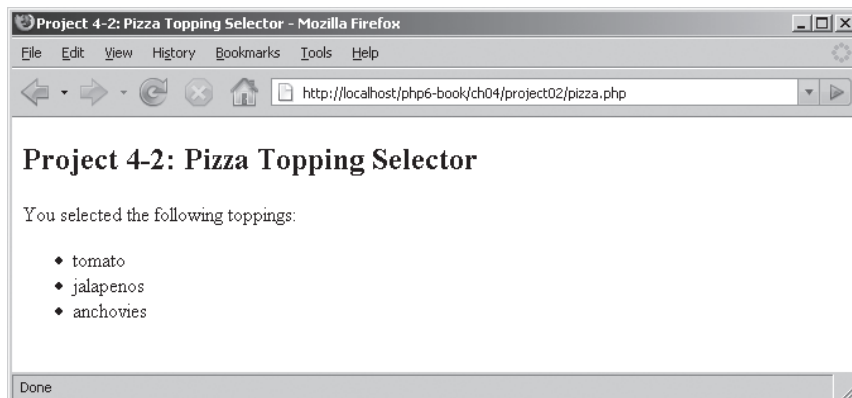 Project 4-2: Pizza Topping Selector - Mozilla Firefox
File Edit View History Bookmarks Tools Help
http://localhost/php6-book/ch04/project02/pizza.php
Project 4-2: Pizza Topping Selector
You selected the following toppings:
tomato
jalapenos
anchovies
Done